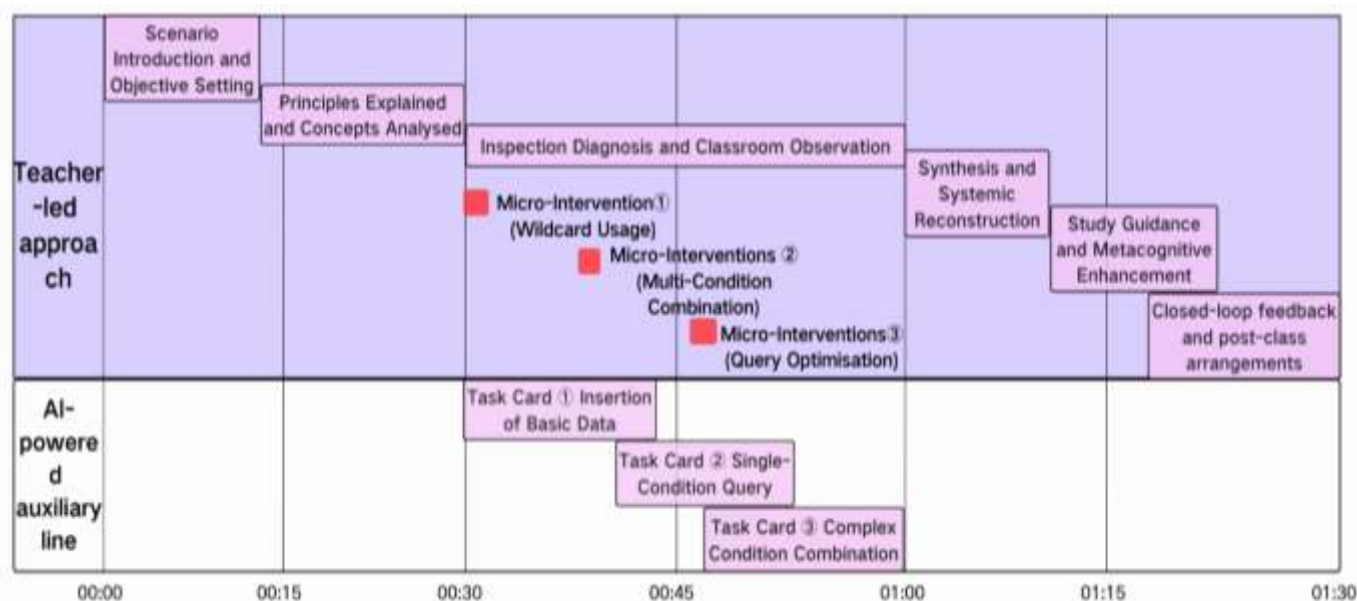 Scenario
Introduction and
Objective Setting
Principles Explained
and Concepts Analysed
Inspection Diagnosis and Classroom Observation
Synthesis and
Systemic
Reconstruction
Study Guidance
and Metacognitive
Enhancement
Closed-loop feedback
and post-class
arrangements
Teacher
-led
approa
ch
Micro-Intervention①
(Wildcard Usage)
Micro-Interventions ②
(Multi-Condition
Combination)
Micro-Interventions③
(Query Optimisation)
AI-
powere
d
auxiliary
line
Task Card ① Insertion
of Basic Data
Task Card ② Single-
Condition Query
Task Card ③ Complex
Condition Combination
00:00 00:15 00:30 00:45 01:00 01:15 01:30